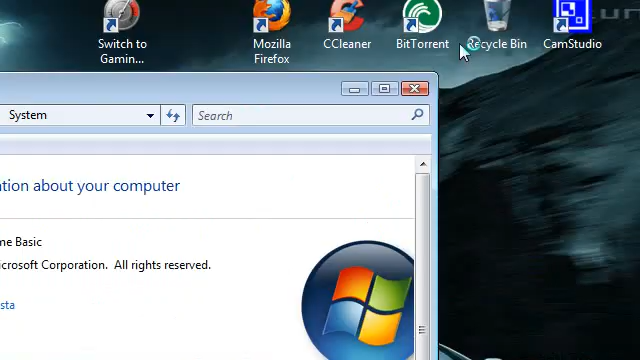 Switch to Gamin...
Mozilla Firefox
CCleaner
BitTorrent
Recycle Bin
CamStudio
System
Search
ation about your computer
me Basic
icrosoft Corporation. All rights reserved.
sta